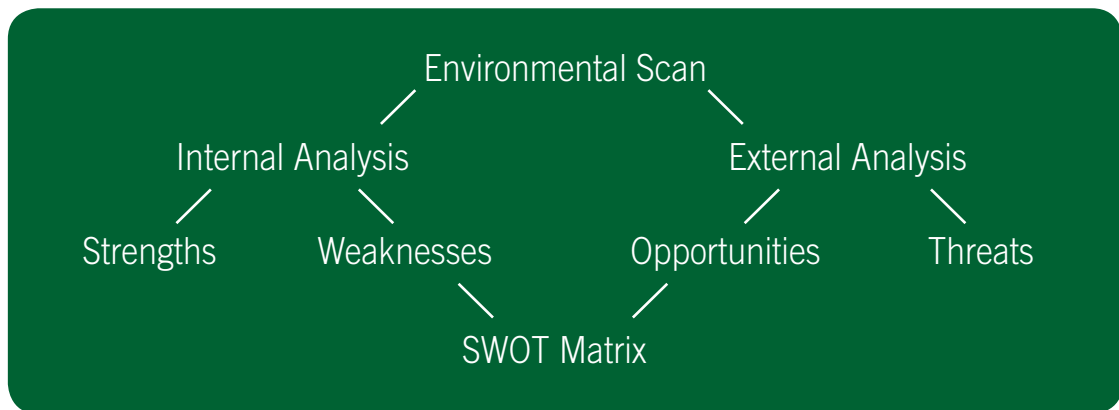 Environmental Scan
Internal Analysis External Analysis
Strengths Weaknesses Opportunities Threats
SWOT Matrix